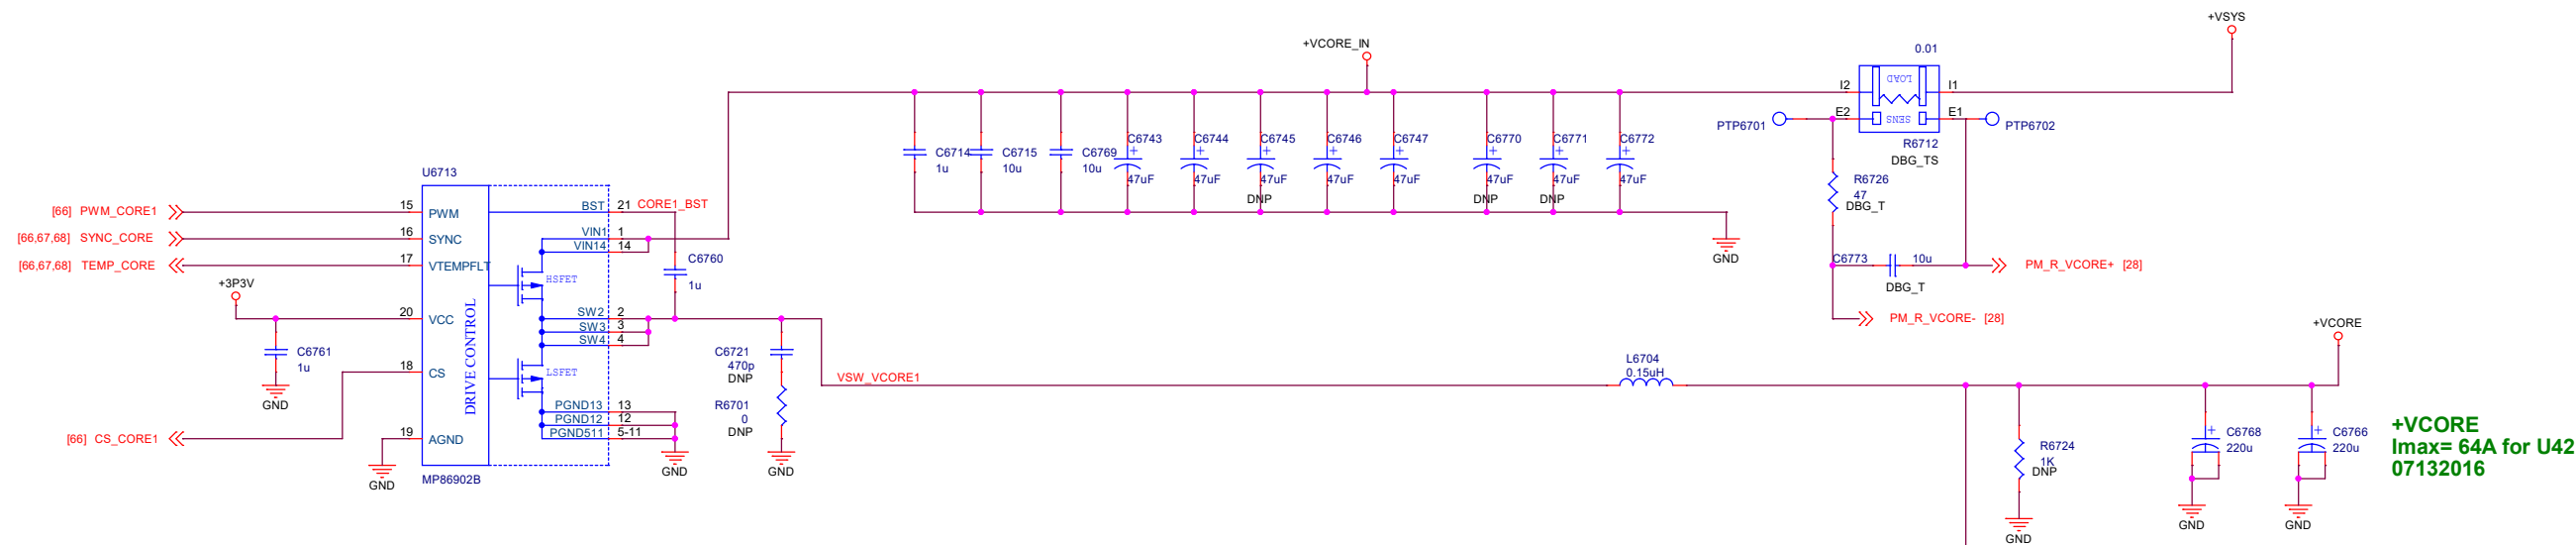 +VSYS
+VCORE_IN
0.01
I2
LOAD
I1
E2
SENS
E1
PTP6701
PTP6702
R6712
DBG_TS
C6714
1u
C6715
10u
C6769
10u
C6743
47uF
C6744
47uF
C6745
47uF
DNP
C6746
47uF
C6747
47uF
C6770
47uF
DNP
C6771
47uF
DNP
C6772
47uF
GND
R6726
47
DBG_T
C6773
10u
DBG_T
PM_R_VCORE+ [28]
PM_R_VCORE- [28]
U6713
[66] PWM_CORE1
15
PWM
[66,67,68] SYNC_CORE
16
SYNC
[66,67,68] TEMP_CORE
17
VTEMPFLT
+3P3V
20
VCC
C6761
1u
GND
18
CS
[66] CS_CORE1
19
AGND
GND
DRIVE CONTROL
MP86902B
HSFET
LSFET
BST
21
CORE1_BST
VIN1
1
VIN14
14
C6760
1u
SW2
2
SW3
3
SW4
4
PGND13
13
PGND12
12
PGND511
5-11
GND
C6721
470p
DNP
R6701
0
DNP
GND
VSW_VCORE1
L6704
0.15uH
+VCORE
R6724
1K
DNP
GND
C6768
220u
GND
C6766
220u
GND
+VCORE
Imax= 64A for U42
07132016